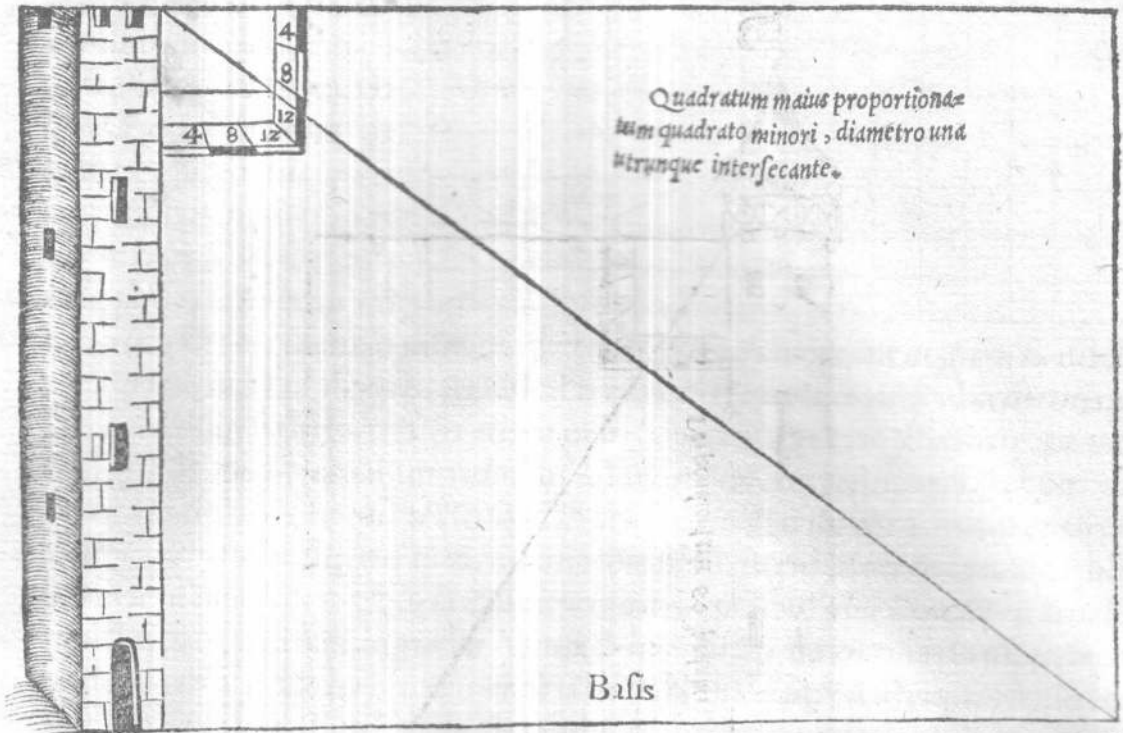 4
8
12
4 8 12
Quadratum maius proportiona=
tum quadrato minori, diametro una
utrunque intersecante.
Basis